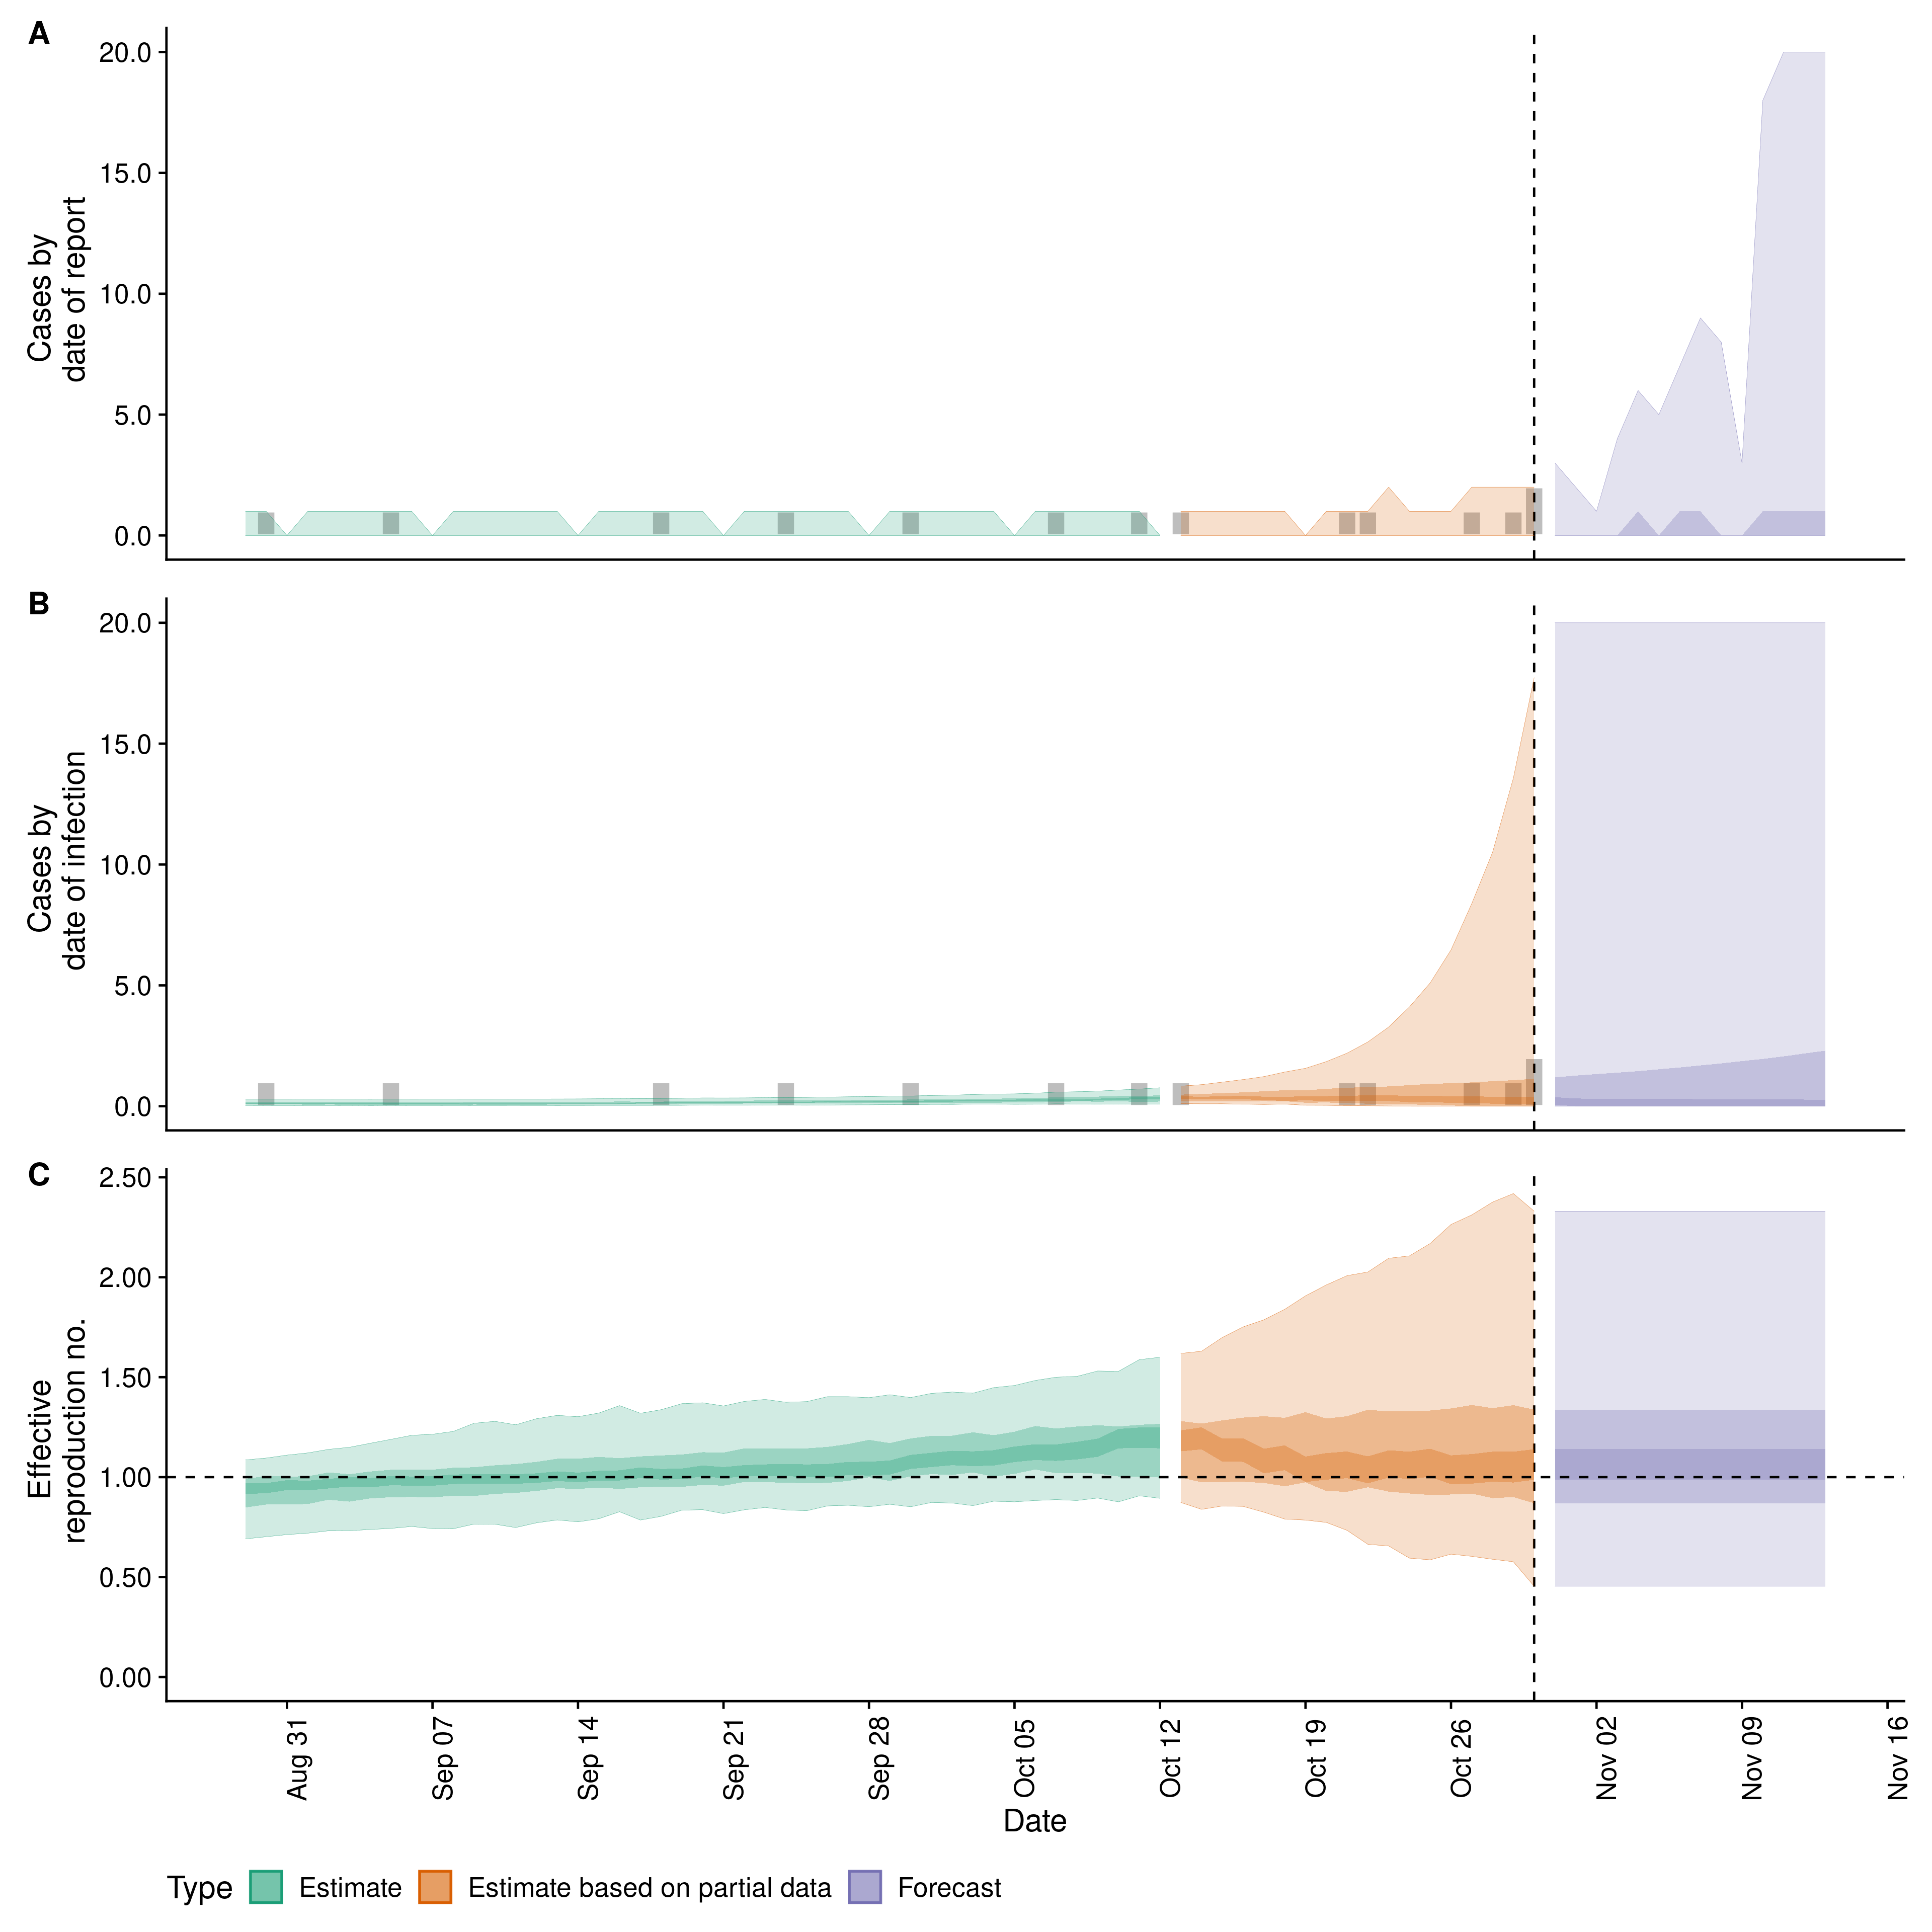 A
20.0
15.0
10.0
5.0
0.0
Cases by
date of report
B
20.0
15.0
10.0
5.0
0.0
Cases by
date of infection
C
2.50
2.00
1.50
1.00
0.50
0.00
Effective
reproduction no.
Aug 31
Sep 07
Sep 14
Sep 21
Sep 28
Oct 05
Oct 12
Oct 19
Oct 26
Nov 02
Nov 09
Nov 16
Date
Type Estimate Estimate based on partial data Forecast